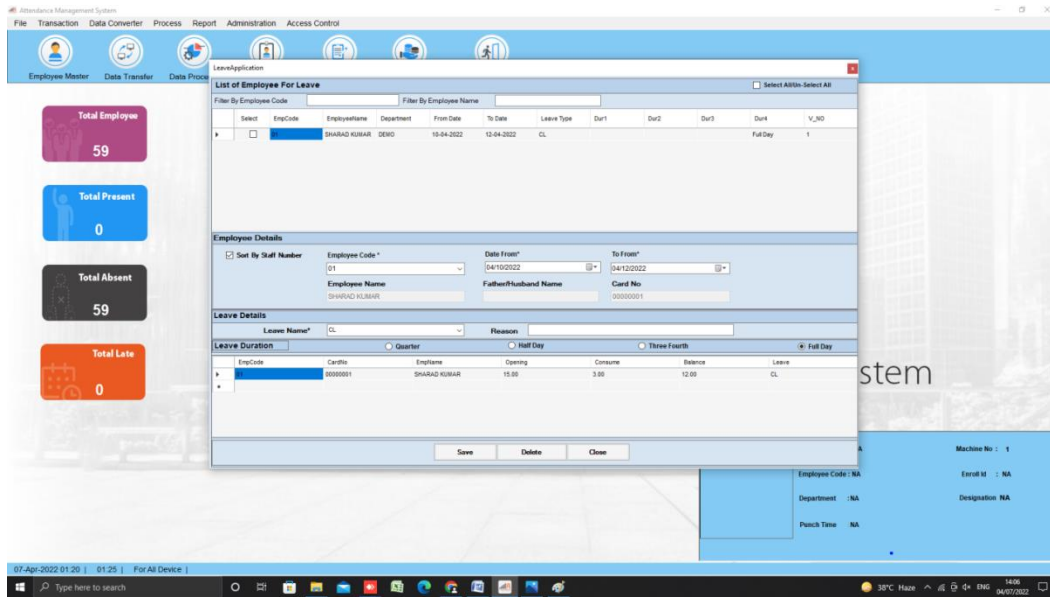 Attendance Management System
File Transaction Data Converter Process Report Administration Access Control
Employee Master Data Transfer Data Proce
LeaveApplication
List of Employee For Leave Select All/Un-Select All
Filter By Employee Code Filter By Employee Name
Select EmpCode EmployeeName Department From Date To Date Leave Type Dur1 Dur2 Dur3 Dur4 V_NO
01 SHARAD KUMAR DEMO 10-04-2022 12-04-2022 CL Full Day 1
Total Employee
59
Total Present
0
Total Absent
59
Total Late
0
Employee Details
Sort By Staff Number Employee Code * Date From* To From*
01 04/10/2022 04/12/2022
Employee Name Father/Husband Name Card No
SHARAD KUMAR 00000001
Leave Details
Leave Name* CL Reason
Leave Duration Quarter Half Day Three Fourth Full Day
EmpCode CardNo EmpName Opening Consume Balance Leave
01 00000001 SHARAD KUMAR 15.00 3.00 12.00 CL
Save Delete Close
stem
A Machine No : 1
Employee Code : NA Enroll Id : NA
Department :NA Designation NA
Punch Time NA
07-Apr-2022 01:20 | 01:25 | For All Device |
Type here to search 38°C Haze ENG 14:06
04/07/2022